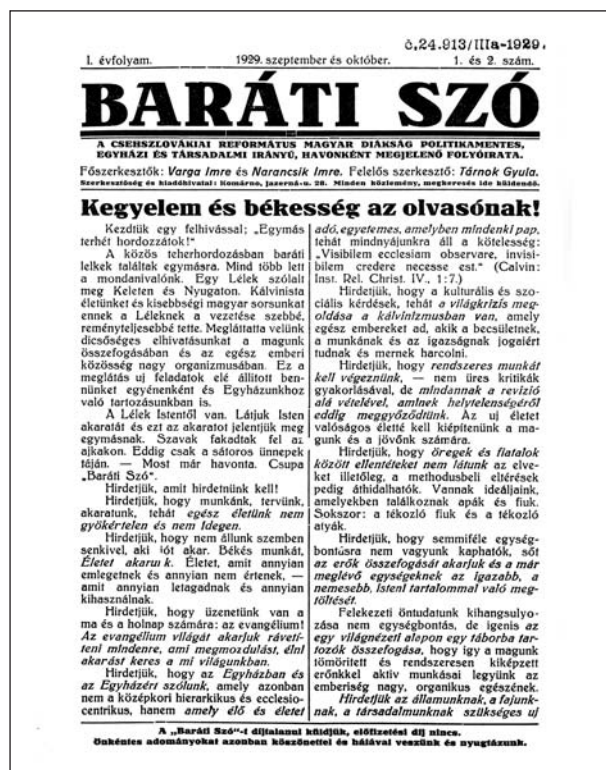 č.24.913/IIIa-1929.
I. évfolyam. 1929. szeptember és október. 1. és 2. szám.
BARÁTI SZÓ
A CSEHSZLOVÁKIAI REFORMÁTUS MAGYAR DIÁKSÁG POLITIKAMENTES,
EGYHÁZI ÉS TÁRSADALMI IRÁNYÚ, HAVONKÉNT MEGJELENŐ FOLYÓIRATA.
Főszerkesztők: Varga Imre és Narancsik Imre. Felelős szerkesztő: Tárnok Gyula.
Szerkesztőség és kiadóhivatal: Komárno, Jazerná-u. 28. Minden közlemény, megkeresés ide küldendő.
Kegyelem és békesség az olvasónak!
Kezdtük egy felhivással; „Egymás
terhét hordozzátok!"
A közös teherhordozásban baráti
lelkek találtak egymásra. Mind több lett
a mondanivalónk. Egy Lélek szólalt
meg Keleten és Nyugaton. Kálvinista
életünket és kisebbségi magyar sorsunkat
ennek a Léleknek a vezetése szebbé,
reményteljesebbé tette. Megláttatta velünk
dicsőséges elhivatásunkat a magunk
összefogásában és az egész emberi
közösség nagy organizmusában. Ez a
meglátás uj feladatok elé állított ben-
nünket egyénenként és Egyházunkhoz
való tartozásunkban is.
A Lélek Istentől van. Látjuk Isten
akaratát és ezt az akaratot jelentjük meg
egymásnak. Szavak fakadtak fel az
ajkakon. Eddig csak a sátoros ünnepek
táján. — Most már havonta. Csupa
„Baráti Szó".
Hirdetjük, amit hirdetnünk kell!
Hirdetjük, hogy munkánk, tervünk,
akaratunk, tehát egész életünk nem
gyökértelen és nem idegen.
Hirdetjük, hogy nem állunk szemben
senkivel, aki jót akar. Békés munkát,
Életet akarunk. Életet, amit annyian
emlegetnek és annyian nem értenek, —
amit annyian letagadnak és annyian
kihasználnak.
Hirdetjük, hogy üzenetünk van a
ma és a holnap számára: az evangélium!
Az evangélium világát akarjuk rávetí-
teni mindenre, ami megmozdulást, élni
akarást keres a mi világunkban.
Hirdetjük, hogy az Egyházban és
az Egyházért szólunk, amely azonban
nem a középkori hierarkikus és ecclesio-
centrikus, hanem amely élő és életet
adó, egyetemes, amelyben mindenki pap,
tehát mindnyájunkra áll a kötelesség:
„Visibilem ecclesiam observare, invisi-
bilem credere necesse est." (Calvin:
Inst. Rel. Christ. IV., 1:7.)
Hirdetjük, hogy a kulturális és szo-
ciális kérdések, tehát a világkrizis meg-
oldása a kálvinizmusban van, amely
egész embereket ad, akik a becsületnek,
a munkának és az igazságnak jogaiért
tudnak és mernek harcolni.
Hirdetjük, hogy rendszeres munkát
kell végeznünk, — nem üres kritikák
gyakorlásával, de mindannak a revizió
alá vételével, aminek helytelenségéről
eddig meggyőződtünk. Az uj életet
valóságos életté kell kiépítenünk a ma-
gunk és a jövőnk számára.
Hirdetjük, hogy öregek és fiatalok
között ellentéteket nem látunk az elve-
ket illetőleg, a methodusbeli eltérések
pedig áthidalhatók. Vannak ideáljaink,
amelyekben találkoznak apák és fiuk.
Sokszor: a tékozló fiuk és a tékozló
atyák.
Hirdetjük, hogy semmiféle egység-
bontásra nem vagyunk kaphatók, sőt
az erők összefogását akarjuk és a már
meglévő egységeknek az igazabb, a
nemesebb, isteni tartalommal való meg-
töltését.
Felekezeti öntudatunk kihangsulyo-
zása nem egységbontás, de igenis az
egy világnézeti alapon egy táborba tar-
tozók összefogása, hogy igy a magunk
tömörített és rendszeresen kiképzett
erőnkkel aktiv munkásai legyünk az
emberiség nagy, organikus egészének.
Hirdetjük az államunknak, a fajunk-
nak, a társadalmunknak szükséges uj
A „Baráti Szó"-t díjtalanul küldjük, előfizetési díj nincs.
Önkéntes adományokat azonban köszönettel és hálával veszünk és nyugtázunk.